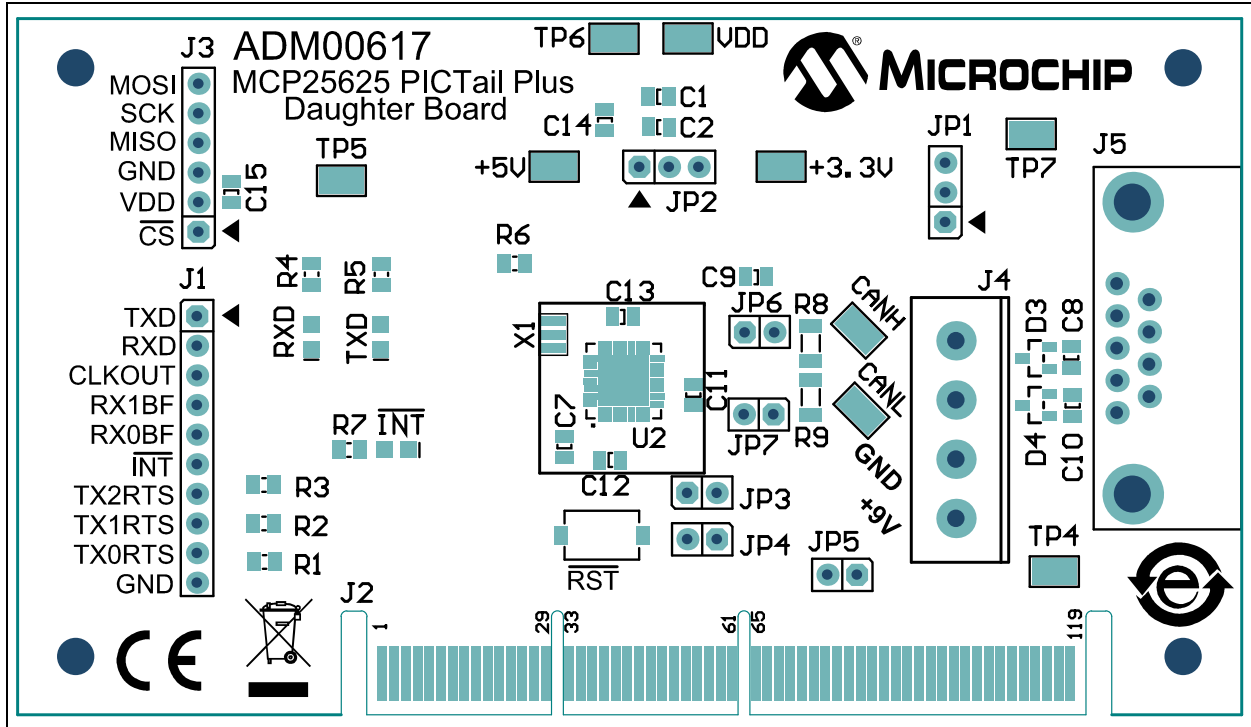 J3
ADM00617
MCP25625 PICTail Plus
Daughter Board
TP6
VDD
®
MICROCHIP
MOSI
SCK
MISO
GND
VDD
CS
C15
TP5
C14
C1
C2
+5V
JP2
+3.3V
JP1
TP7
J5
J1
TXD
RXD
CLKOUT
RX1BF
RX0BF
INT
TX2RTS
TX1RTS
TX0RTS
GND
R4
R5
RXD
TXD
R6
R7
INT
R3
R2
R1
X1
C13
C11
C7
U2
C12
RST
C9
JP6
R8
JP7
R9
CANH
CANL
GND
+9V
J4
D3
C8
D4
C10
JP3
JP4
JP5
TP4
e
J2
CE
1
29
33
61
65
119